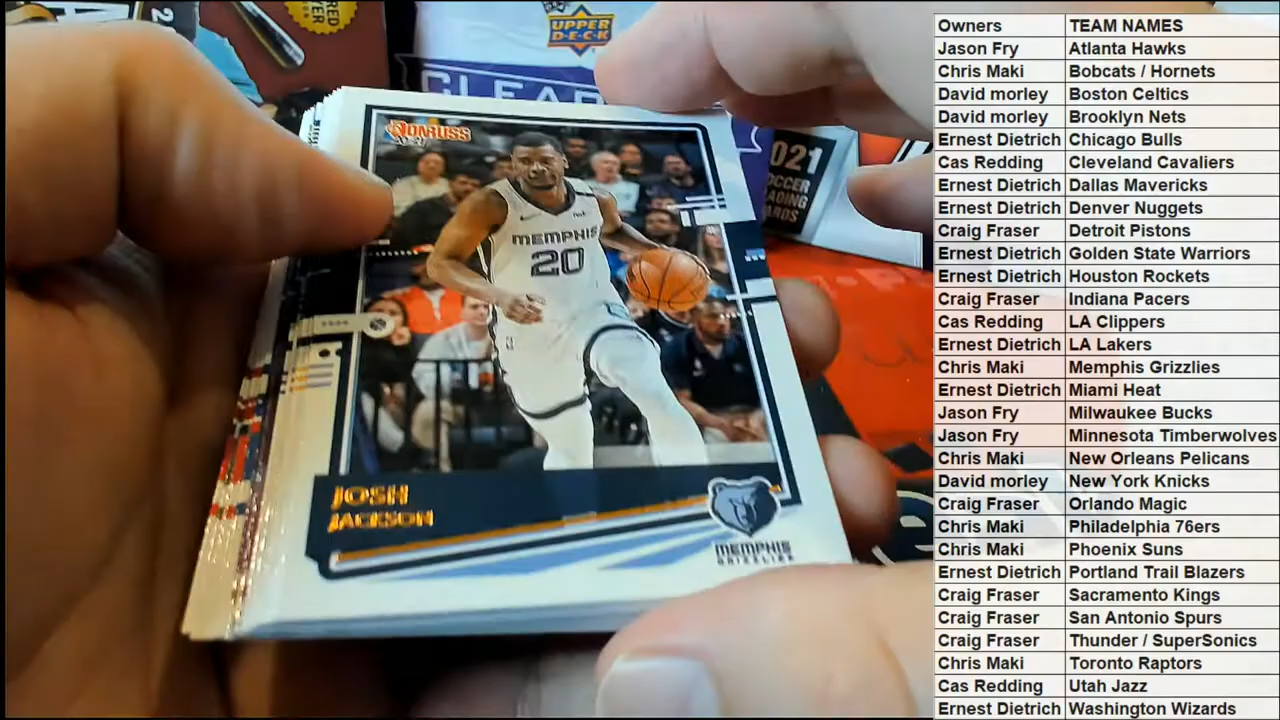 UPPER
DECK
CLEAR
DONRUSS
MEMPHIS
20
JOSH
JACKSON
MEMPHIS
GRIZZLIES
021
SOCCER
TRADING
CARDS
Owners TEAM NAMES
Jason Fry Atlanta Hawks
Chris Maki Bobcats / Hornets
David morley Boston Celtics
David morley Brooklyn Nets
Ernest Dietrich Chicago Bulls
Cas Redding Cleveland Cavaliers
Ernest Dietrich Dallas Mavericks
Ernest Dietrich Denver Nuggets
Craig Fraser Detroit Pistons
Ernest Dietrich Golden State Warriors
Ernest Dietrich Houston Rockets
Craig Fraser Indiana Pacers
Cas Redding LA Clippers
Ernest Dietrich LA Lakers
Chris Maki Memphis Grizzlies
Ernest Dietrich Miami Heat
Jason Fry Milwaukee Bucks
Jason Fry Minnesota Timberwolves
Chris Maki New Orleans Pelicans
David morley New York Knicks
Craig Fraser Orlando Magic
Chris Maki Philadelphia 76ers
Chris Maki Phoenix Suns
Ernest Dietrich Portland Trail Blazers
Craig Fraser Sacramento Kings
Craig Fraser San Antonio Spurs
Craig Fraser Thunder / SuperSonics
Chris Maki Toronto Raptors
Cas Redding Utah Jazz
Ernest Dietrich Washington Wizards